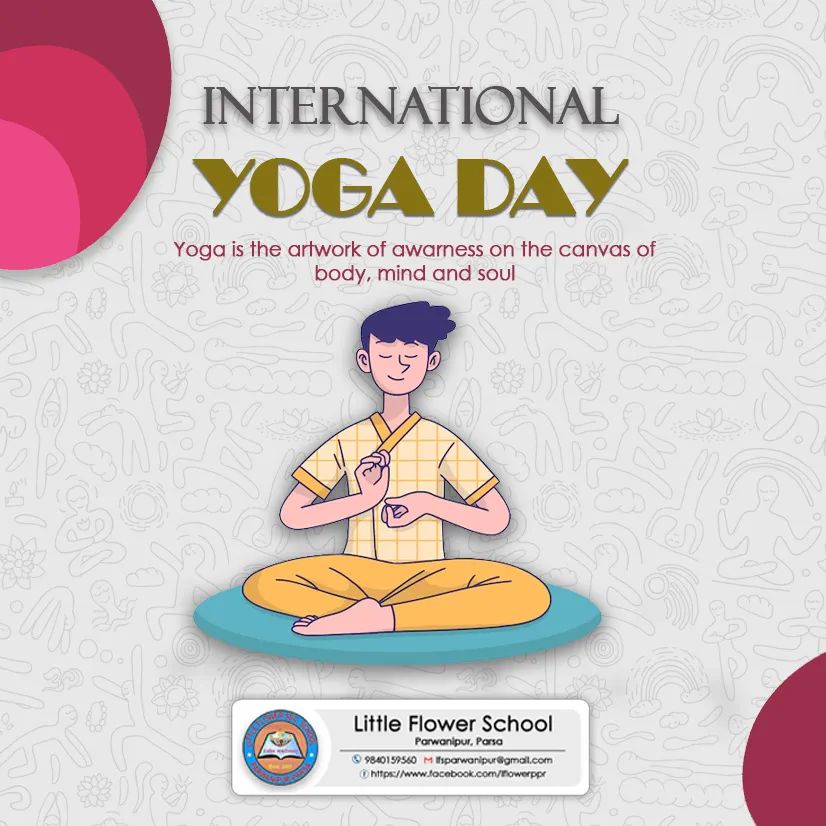 INTERNATIONAL
YOGA DAY
Yoga is the artwork of awarness on the canvas of
body, mind and soul
Little Flower School
Parwanipur, Parsa
9840159560 lfsparwanipur@gmail.com
https://www.facebook.com/lflowerppr